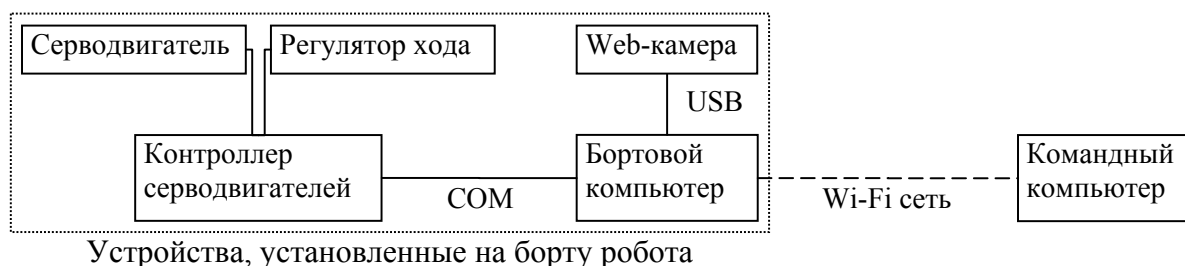 Серводвигатель
Регулятор хода
Web-камера
USB
Контроллер
серводвигателей
COM
Бортовой
компьютер
Wi-Fi сеть
Командный
компьютер
Устройства, установленные на борту робота